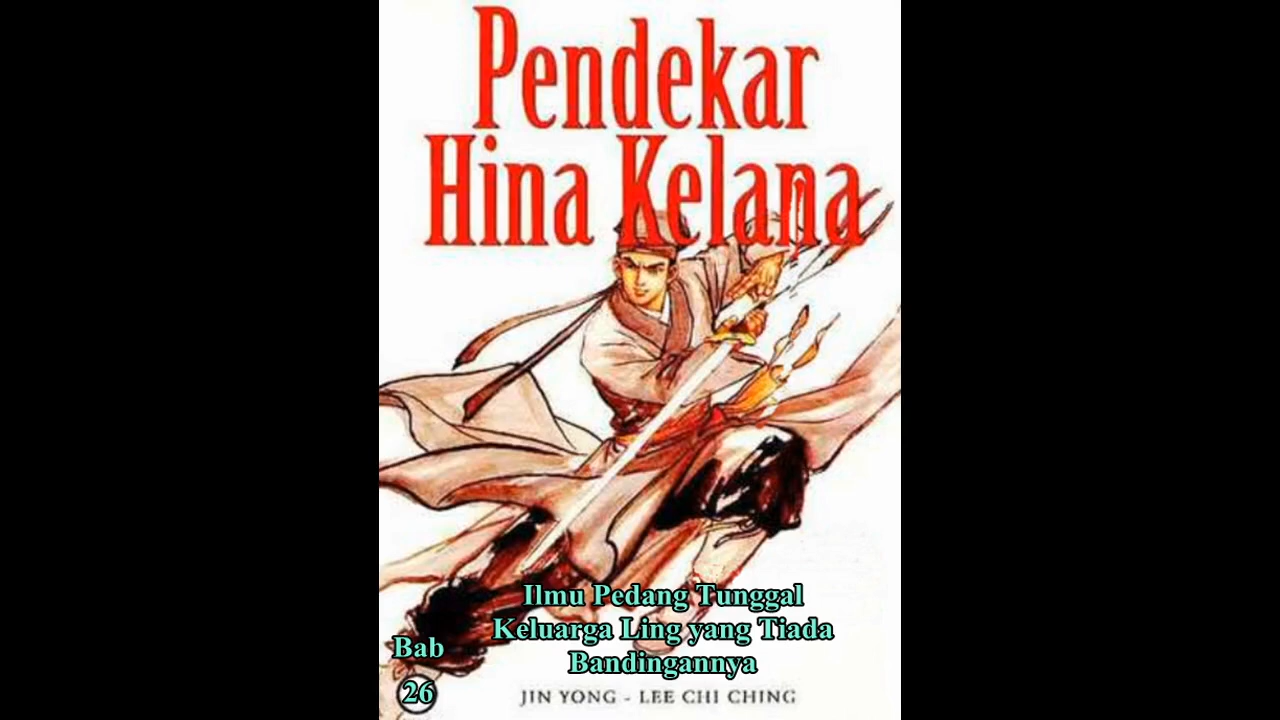 Pendekar
Hina Kelana
Ilmu Pedang Tunggal
Keluarga Ling yang Tiada
Bandingannya
Bab
26
JIN YONG - LEE CHI CHING